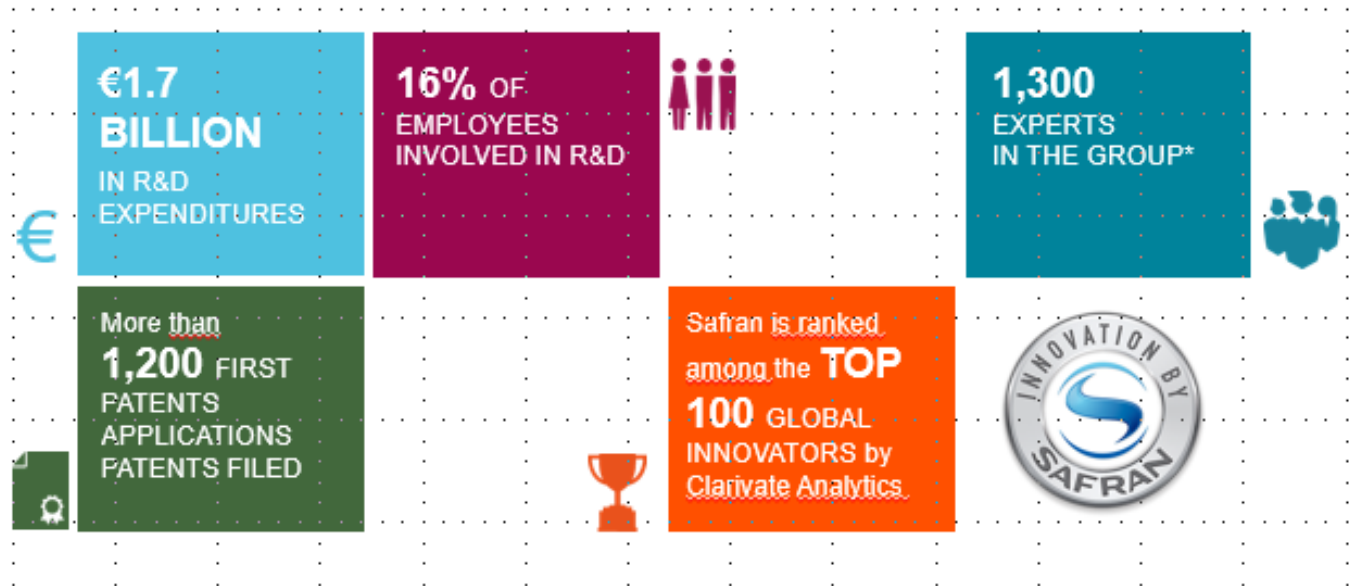 €1.7
BILLION
IN R&D
EXPENDITURES
16% OF
EMPLOYEES
INVOLVED IN R&D
1,300
EXPERTS
IN THE GROUP*
€
More than
1,200 FIRST
PATENTS
APPLICATIONS
PATENTS FILED
Safran is ranked
among the TOP
100 GLOBAL
INNOVATORS by
Clarivate Analytics
INNOVATION BY
SAFRAN